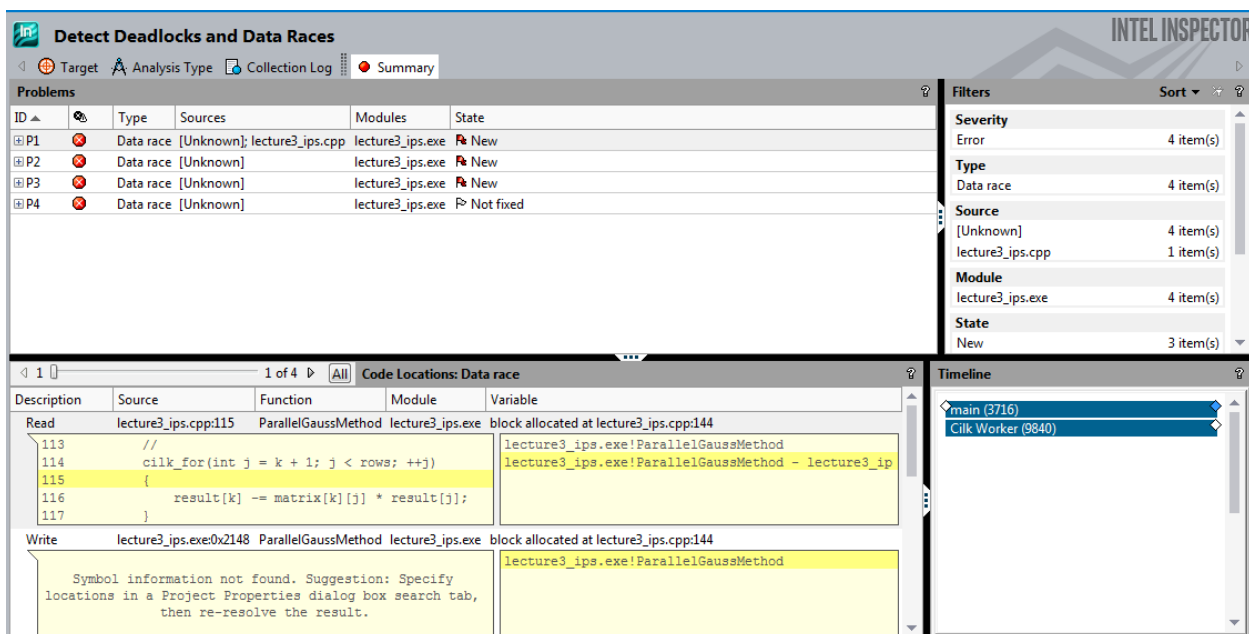 Detect Deadlocks and Data Races
INTEL INSPECTOR
Target Analysis Type Collection Log Summary
Problems ?
ID Type Sources Modules State
P1 Data race [Unknown]; lecture3_ips.cpp lecture3_ips.exe New
P2 Data race [Unknown] lecture3_ips.exe New
P3 Data race [Unknown] lecture3_ips.exe New
P4 Data race [Unknown] lecture3_ips.exe Not fixed
Filters Sort ?
Severity
Error 4 item(s)
Type
Data race 4 item(s)
Source
[Unknown] 4 item(s)
lecture3_ips.cpp 1 item(s)
Module
lecture3_ips.exe 4 item(s)
State
New 3 item(s)
1 1 of 4 All Code Locations: Data race ?
Description Source Function Module Variable
Read lecture3_ips.cpp:115 ParallelGaussMethod lecture3_ips.exe block allocated at lecture3_ips.cpp:144
113 // lecture3_ips.exe!ParallelGaussMethod
114 cilk_for(int j = k + 1; j < rows; ++j) lecture3_ips.exe!ParallelGaussMethod - lecture3_ip
115 {
116 result[k] -= matrix[k][j] * result[j];
117 }
Write lecture3_ips.exe:0x2148 ParallelGaussMethod lecture3_ips.exe block allocated at lecture3_ips.cpp:144
lecture3_ips.exe!ParallelGaussMethod
Symbol information not found. Suggestion: Specify
locations in a Project Properties dialog box search tab,
then re-resolve the result.
Timeline ?
main (3716)
Cilk Worker (9840)